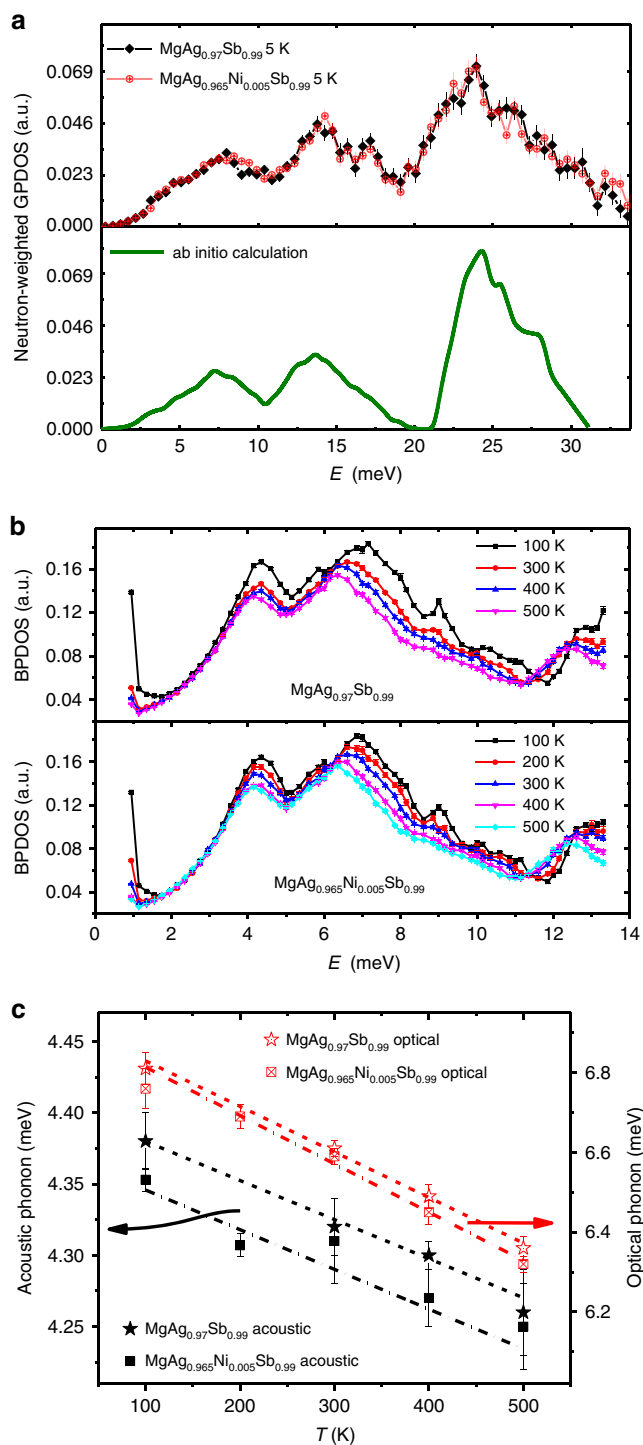 a
MgAg0.97Sb0.99 5 K
MgAg0.965Ni0.005Sb0.99 5 K
0.069
0.046
0.023
0.000
ab initio calculation
0.069
0.046
0.023
0.000
Neutron-weighted GPDOS (a.u.)
0 5 10 15 20 25 30
E (meV)
b
BPDOS (a.u.)
0.16
0.12
0.08
0.04
100 K
300 K
400 K
500 K
MgAg0.97Sb0.99
BPDOS (a.u.)
0.16
0.12
0.08
0.04
100 K
200 K
300 K
400 K
500 K
MgAg0.965Ni0.005Sb0.99
0 2 4 6 8 10 12 14
E (meV)
c
Acoustic phonon (meV)
4.45
4.40
4.35
4.30
4.25
MgAg0.97Sb0.99 optical
MgAg0.965Ni0.005Sb0.99 optical
MgAg0.97Sb0.99 acoustic
MgAg0.965Ni0.005Sb0.99 acoustic
6.8
6.6
6.4
6.2
Optical phonon (meV)
100 200 300 400 500
T (K)